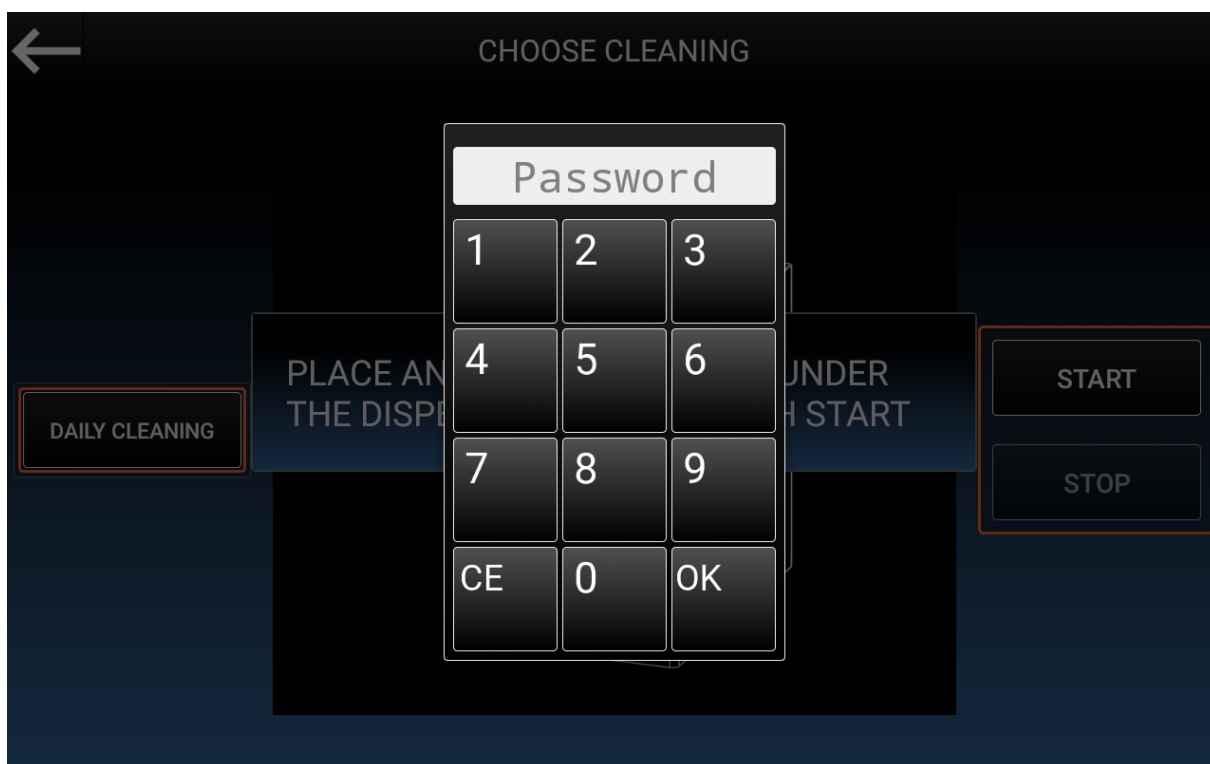 CHOOSE CLEANING
Password
1 2 3
4 5 6
7 8 9
CE 0 OK
PLACE AN
THE DISPE
START
DAILY CLEANING
START
STOP